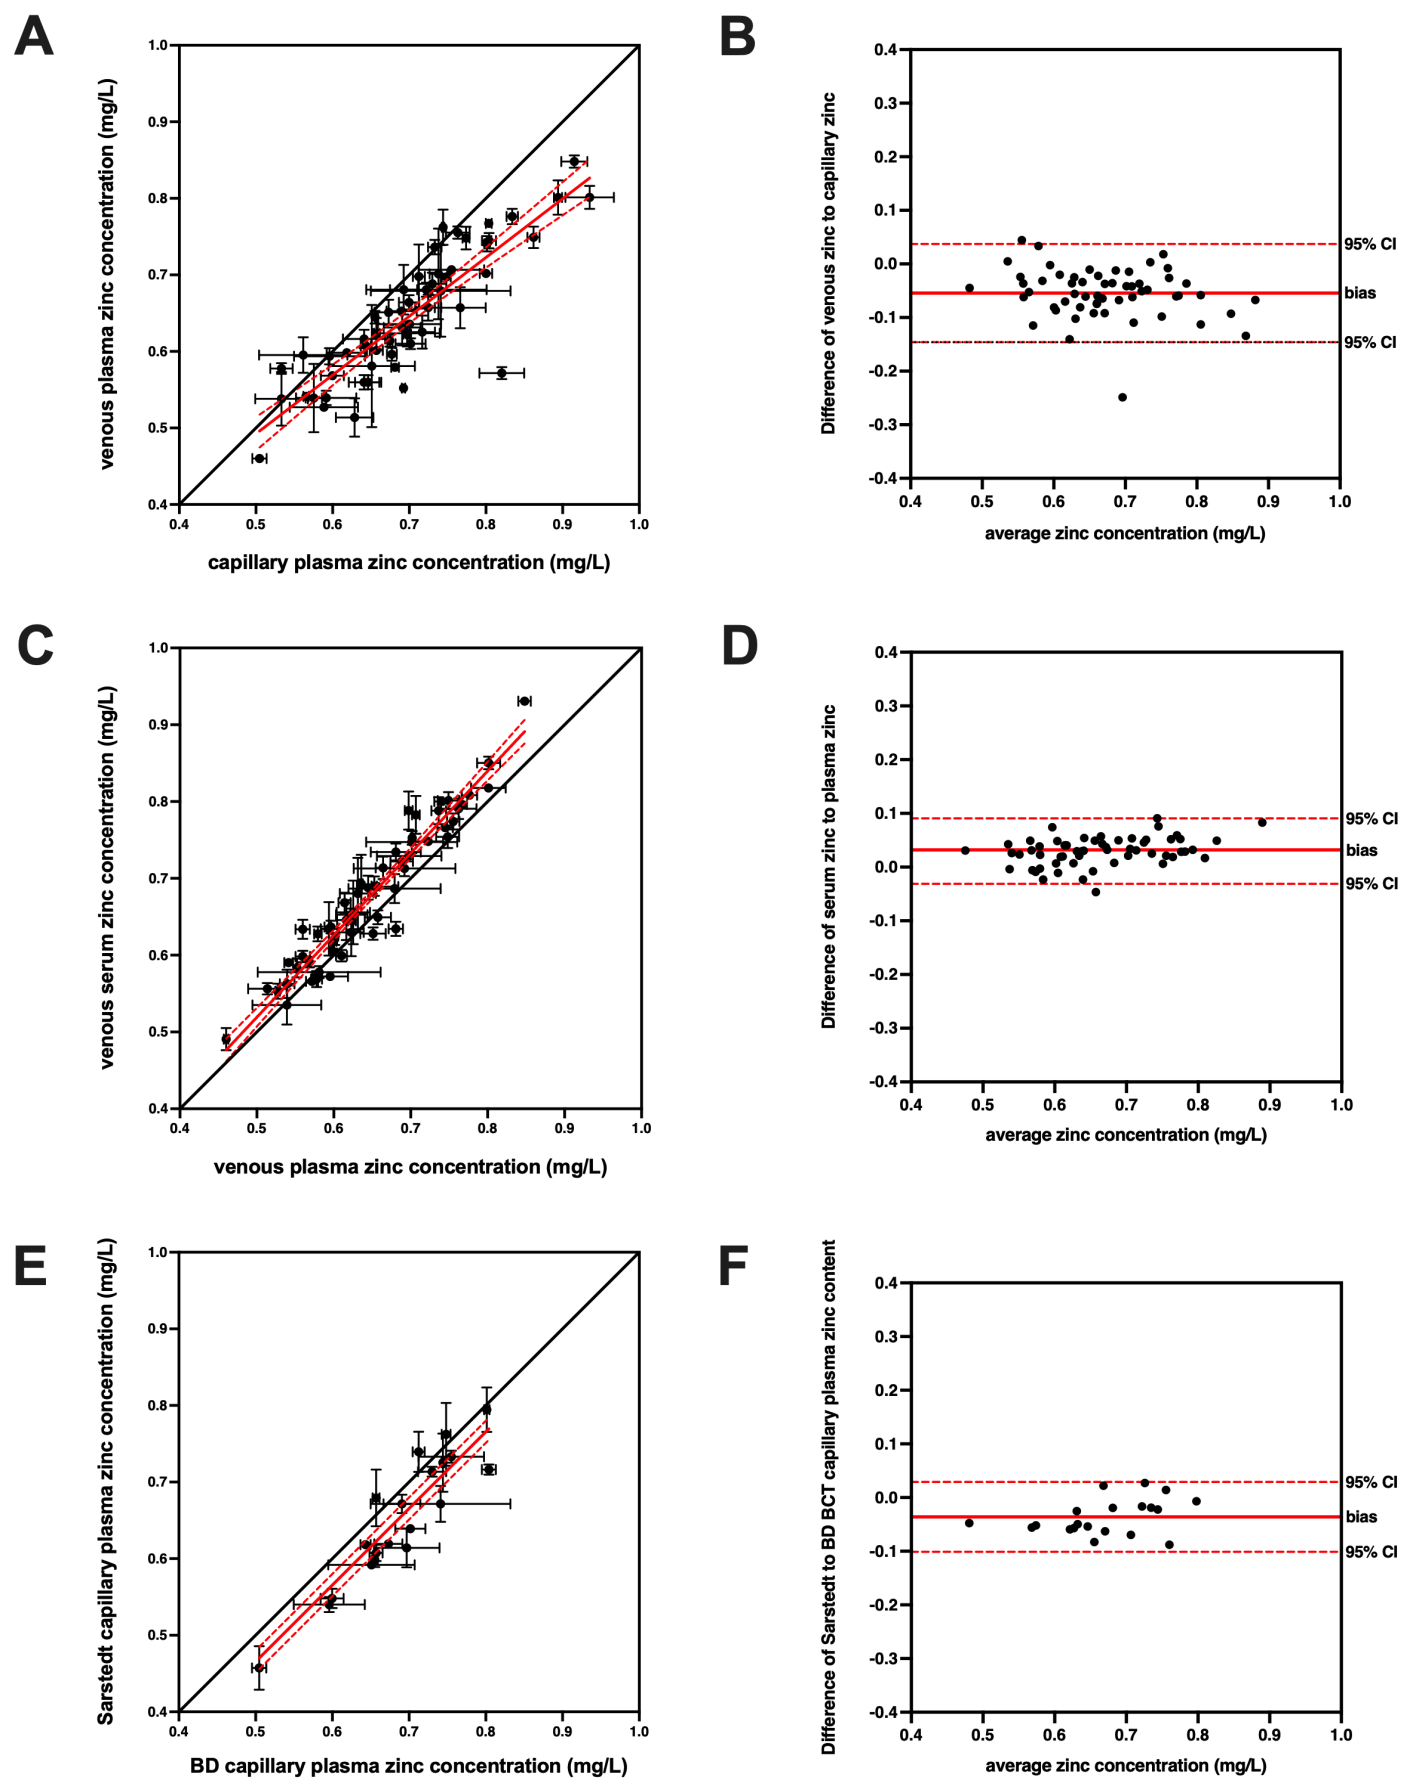 A
1.0
0.9
0.8
0.7
0.6
0.5
0.4
0.4 0.5 0.6 0.7 0.8 0.9 1.0
venous plasma zinc concentration (mg/L)
capillary plasma zinc concentration (mg/L)
B
0.4
0.3
0.2
0.1
0.0
-0.1
-0.2
-0.3
-0.4
0.4 0.5 0.6 0.7 0.8 0.9 1.0
Difference of venous zinc to capillary zinc
average zinc concentration (mg/L)
95% CI
bias
95% CI
C
1.0
0.9
0.8
0.7
0.6
0.5
0.4
0.4 0.5 0.6 0.7 0.8 0.9 1.0
venous serum zinc concentration (mg/L)
venous plasma zinc concentration (mg/L)
D
0.4
0.3
0.2
0.1
0.0
-0.1
-0.2
-0.3
-0.4
0.4 0.5 0.6 0.7 0.8 0.9 1.0
Difference of serum zinc to plasma zinc
average zinc concentration (mg/L)
95% CI
bias
95% CI
E
1.0
0.9
0.8
0.7
0.6
0.5
0.4
0.4 0.5 0.6 0.7 0.8 0.9 1.0
Sarstedt capillary plasma zinc concentration (mg/L)
BD capillary plasma zinc concentration (mg/L)
F
0.4
0.3
0.2
0.1
0.0
-0.1
-0.2
-0.3
-0.4
0.4 0.5 0.6 0.7 0.8 0.9 1.0
Difference of Sarstedt to BD BCT capillary plasma zinc content
average zinc concentration (mg/L)
95% CI
bias
95% CI